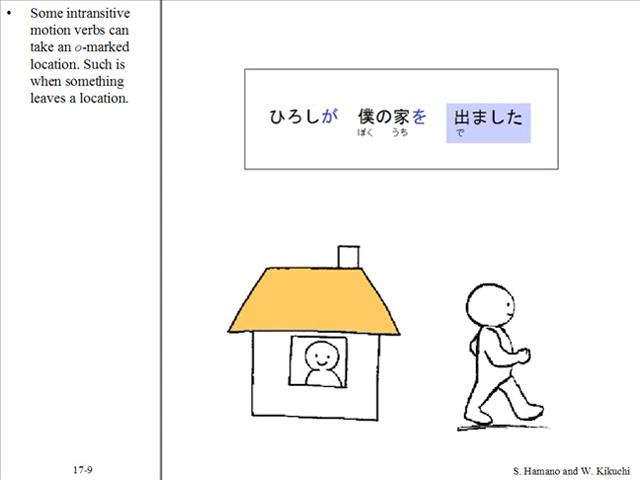 • Some intransitive
motion verbs can
take an o-marked
location. Such is
when something
leaves a location.
ひろしが 僕の家を 出ました
ぼく うち で
17-9
S. Hamano and W. Kikuchi